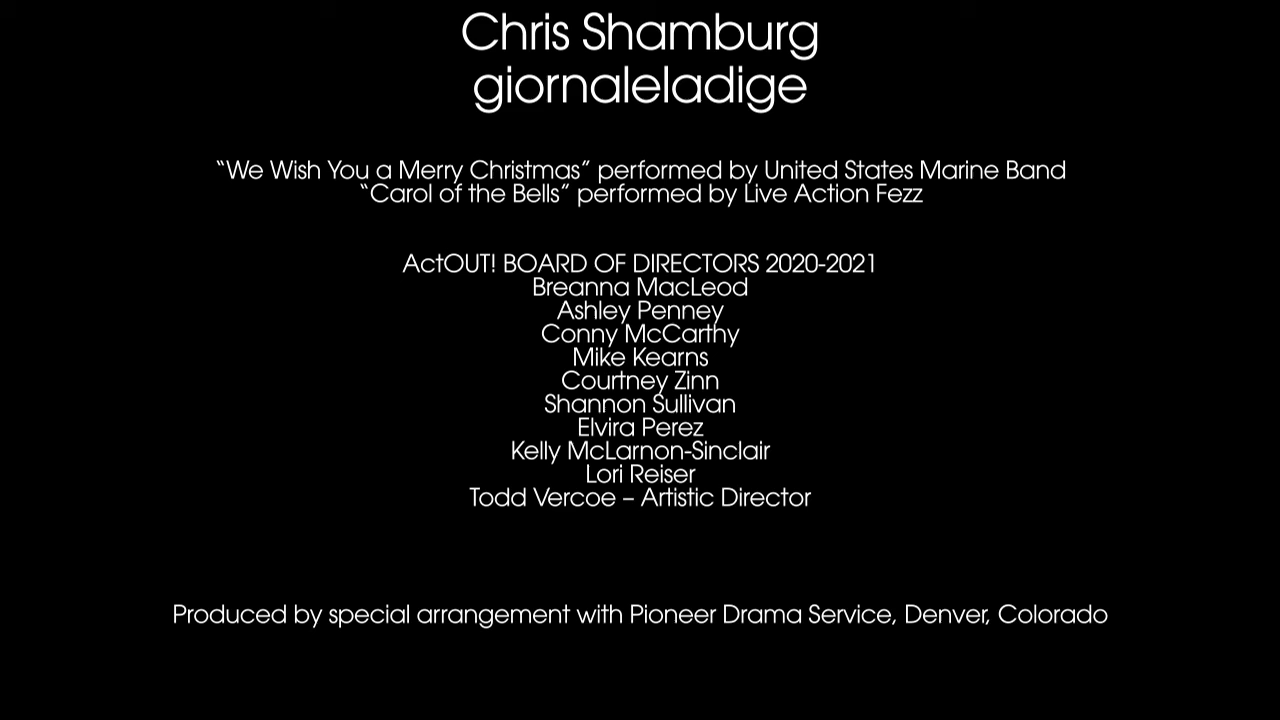 Chris Shamburg
giornaleladige
“We Wish You a Merry Christmas” performed by United States Marine Band
“Carol of the Bells” performed by Live Action Fezz
ActOUT! BOARD OF DIRECTORS 2020-2021
Breanna MacLeod
Ashley Penney
Conny McCarthy
Mike Kearns
Courtney Zinn
Shannon Sullivan
Elvira Perez
Kelly McLarnon-Sinclair
Lori Reiser
Todd Vercoe – Artistic Director
Produced by special arrangement with Pioneer Drama Service, Denver, Colorado